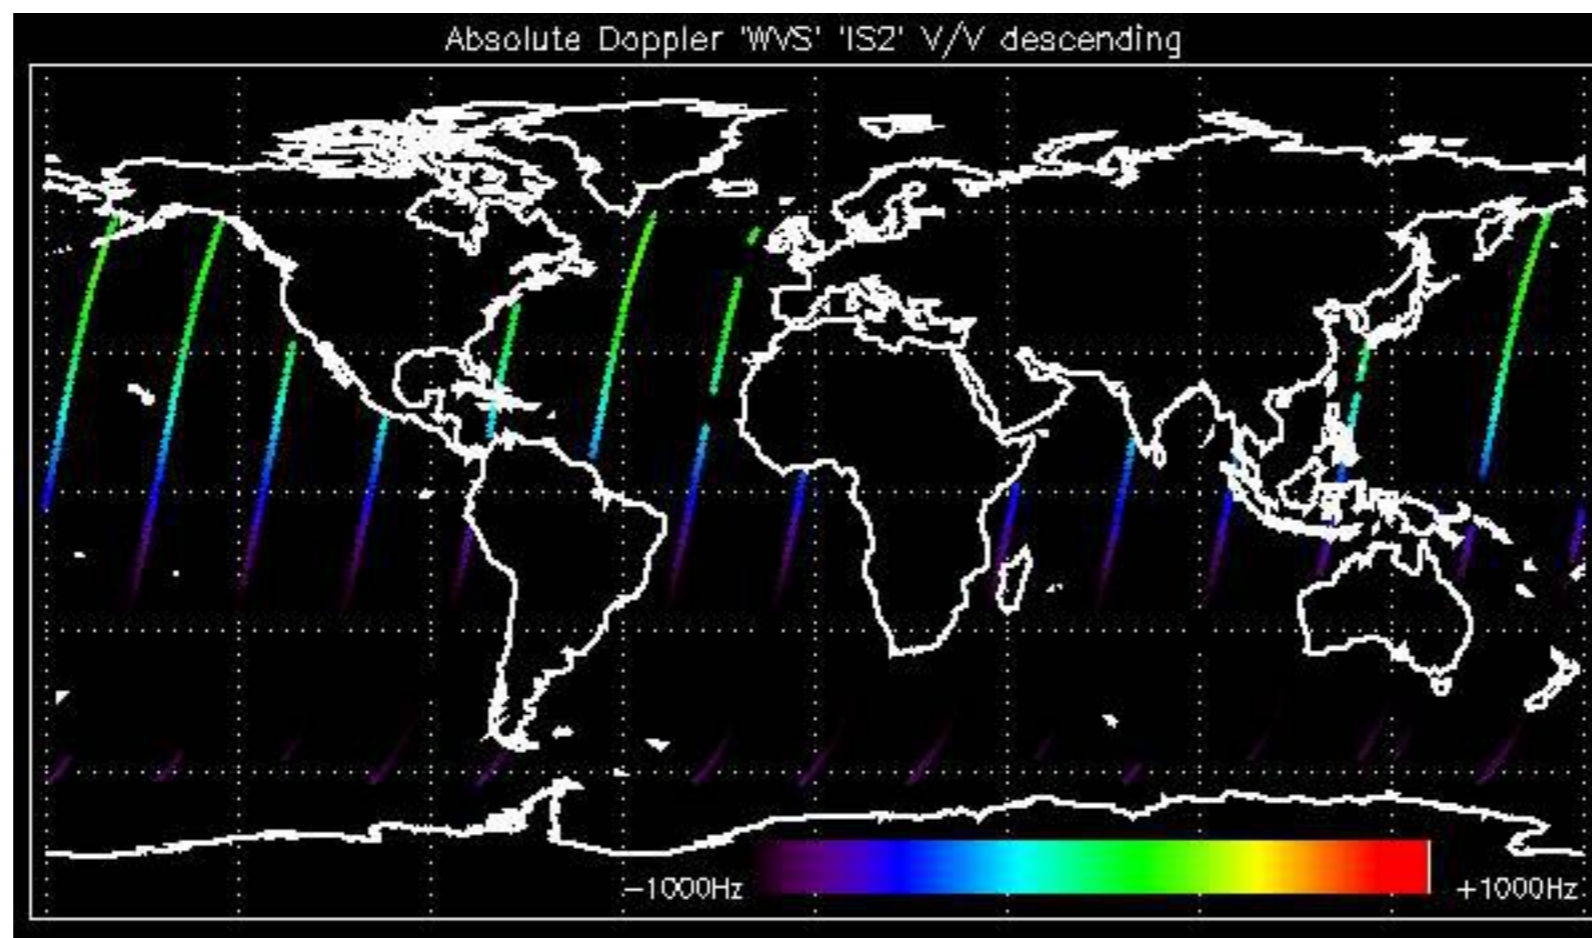 Absolute Doppler 'WVS' 'IS2' V/V descending
-1000Hz
+1000Hz